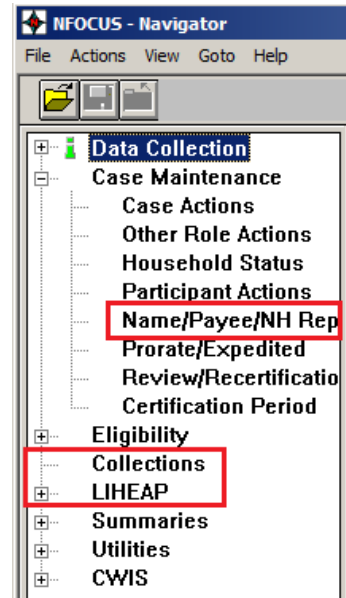 NFOCUS - Navigator
File Actions View Goto Help
Data Collection
Case Maintenance
Case Actions
Other Role Actions
Household Status
Participant Actions
Name/Payee/NH Rep
Prorate/Expedited
Review/Recertificatio
Certification Period
Eligibility
Collections
LIHEAP
Summaries
Utilities
CWIS